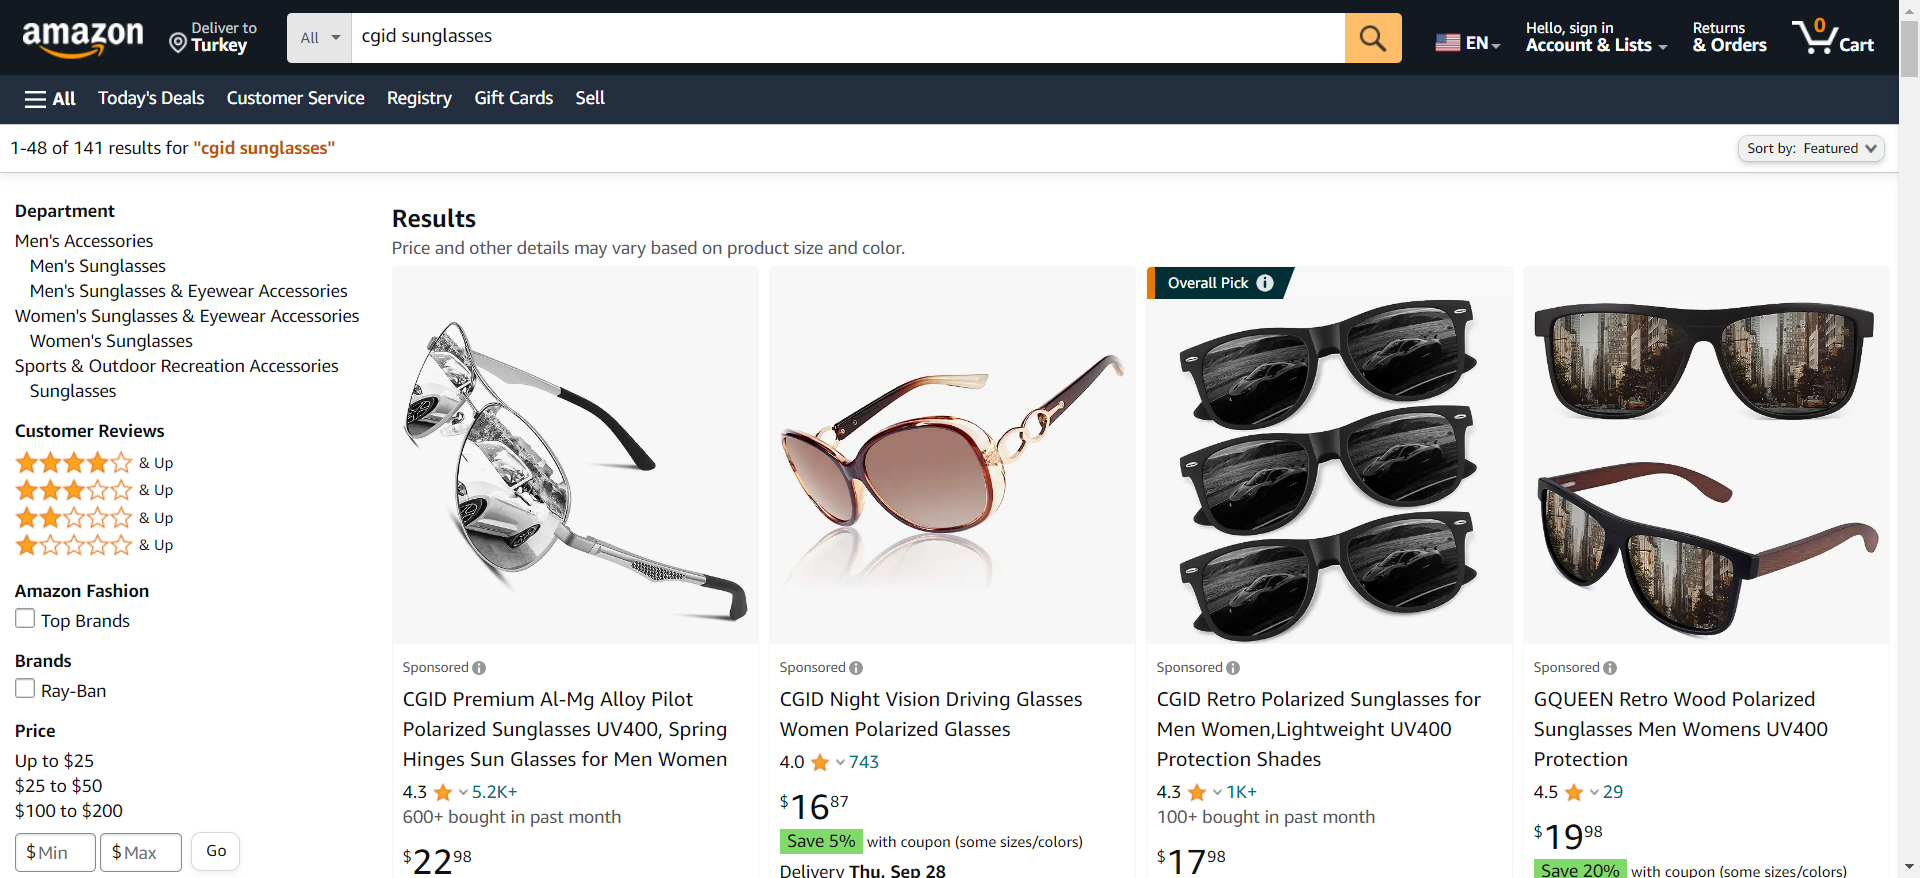 amazon
Deliver to
Turkey
All
cgid sunglasses
EN
Hello, sign in
Account & Lists
Returns
& Orders
0
Cart
All
Today's Deals
Customer Service
Registry
Gift Cards
Sell
1-48 of 141 results for "cgid sunglasses"
Sort by: Featured
Department
Men's Accessories
Men's Sunglasses
Men's Sunglasses & Eyewear Accessories
Women's Sunglasses & Eyewear Accessories
Women's Sunglasses
Sports & Outdoor Recreation Accessories
Sunglasses
Customer Reviews
& Up
& Up
& Up
& Up
Amazon Fashion
Top Brands
Brands
Ray-Ban
Price
Up to $25
$25 to $50
$100 to $200
$ Min
$ Max
Go
Results
Price and other details may vary based on product size and color.
Sponsored
CGID Premium Al-Mg Alloy Pilot
Polarized Sunglasses UV400, Spring
Hinges Sun Glasses for Men Women
4.3 5.2K+
600+ bought in past month
$2298
Sponsored
CGID Night Vision Driving Glasses
Women Polarized Glasses
4.0 743
$1687
Save 5% with coupon (some sizes/colors)
Delivery Thu, Sep 28
Overall Pick
Sponsored
CGID Retro Polarized Sunglasses for
Men Women,Lightweight UV400
Protection Shades
4.3 1K+
100+ bought in past month
$1798
Sponsored
GQUEEN Retro Wood Polarized
Sunglasses Men Womens UV400
Protection
4.5 29
$1998
Save 20% with coupon (some sizes/colors)